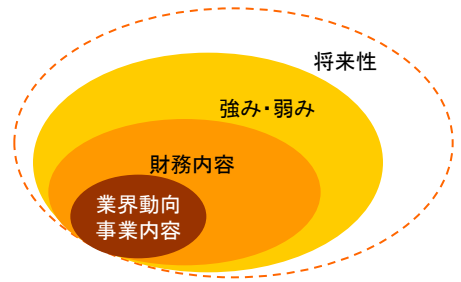 将来性
強み・弱み
財務内容
業界動向
事業内容